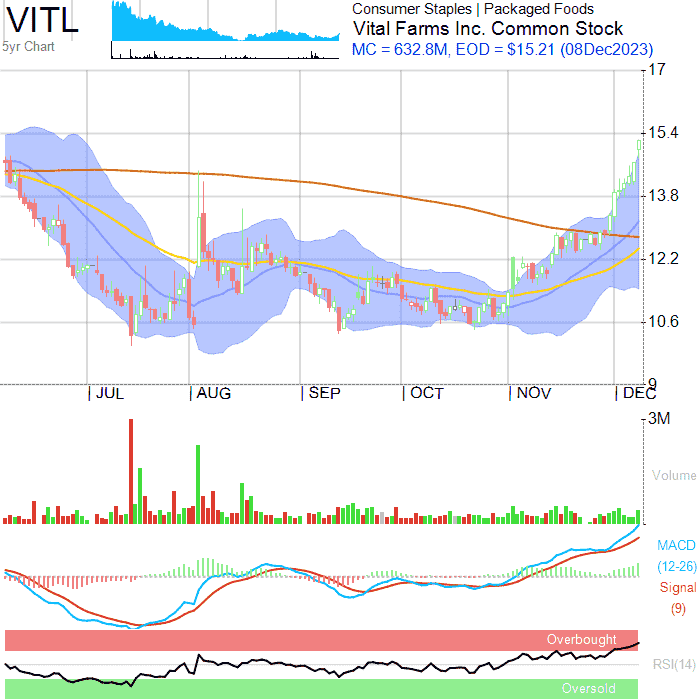 VITL
5yr Chart
Consumer Staples | Packaged Foods
Vital Farms Inc. Common Stock
MC = 632.8M, EOD = $15.21 (08Dec2023)
17
15.4
13.8
12.2
10.6
9
JUL AUG SEP OCT NOV DEC
3M
Volume
MACD
(12-26)
Signal
(9)
Overbought
RSI(14)
Oversold